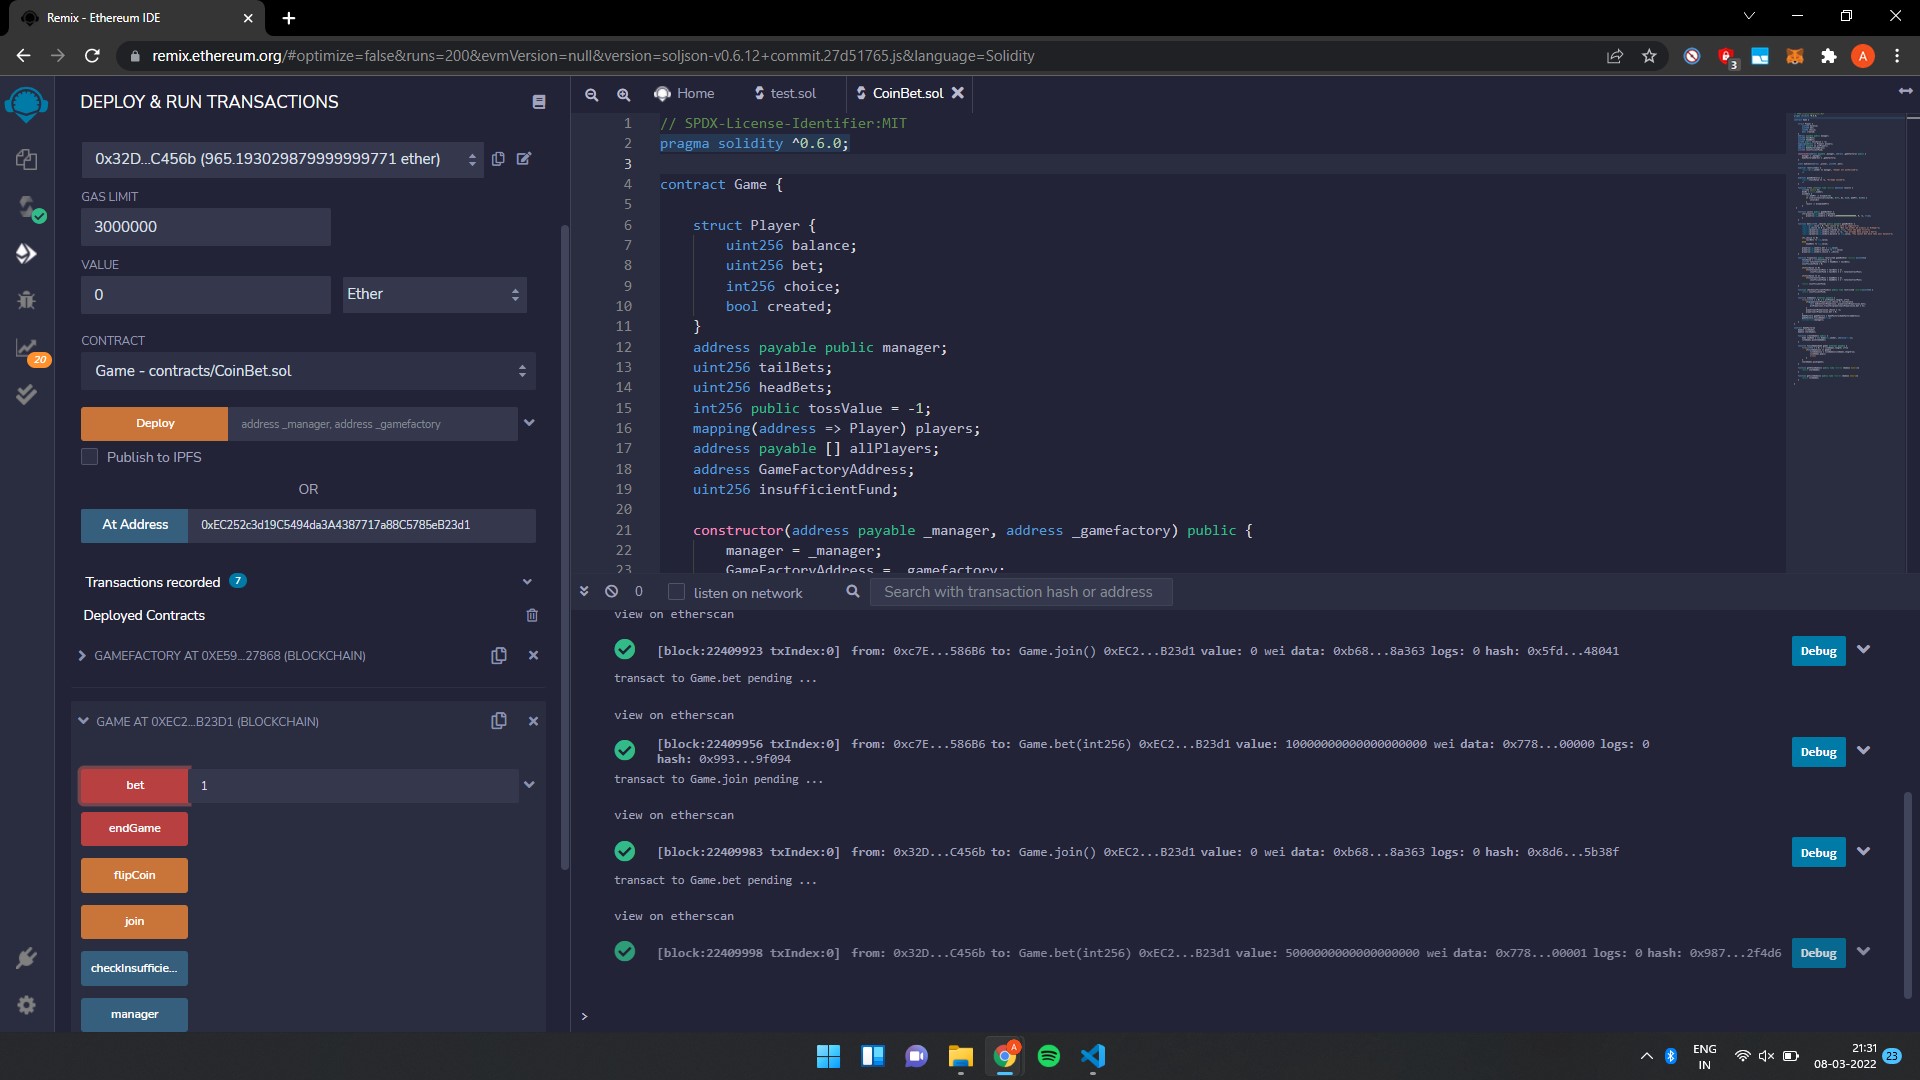 Remix - Ethereum IDE
remix.ethereum.org/#optimize=false&runs=200&evmVersion=null&version=soljson-v0.6.12+commit.27d51765.js&language=Solidity
3
A
DEPLOY & RUN TRANSACTIONS
0x32D...C456b (965.193029879999999771 ether)
GAS LIMIT
3000000
VALUE
0
Ether
CONTRACT
Game - contracts/CoinBet.sol
20
Deploy
address _manager, address _gamefactory
Publish to IPFS
OR
At Address
0xEC252c3d19C5494da3A4387717a88C5785eB23d1
Transactions recorded 7
Deployed Contracts
GAMEFACTORY AT 0XE59...27868 (BLOCKCHAIN)
GAME AT 0XEC2...B23D1 (BLOCKCHAIN)
bet
1
endGame
flipCoin
join
checkInsufficie...
manager
Home
test.sol
CoinBet.sol
1 // SPDX-License-Identifier:MIT
2 pragma solidity ^0.6.0;
3
4 contract Game {
5
6 struct Player {
7 uint256 balance;
8 uint256 bet;
9 int256 choice;
10 bool created;
11 }
12 address payable public manager;
13 uint256 tailBets;
14 uint256 headBets;
15 int256 public tossValue = -1;
16 mapping(address => Player) players;
17 address payable [] allPlayers;
18 address GameFactoryAddress;
19 uint256 insufficientFund;
20
21 constructor(address payable _manager, address _gamefactory) public {
22 manager = _manager;
23 GameFactoryAddress = _gamefactory;
0
listen on network
Search with transaction hash or address
view on etherscan
[block:22409923 txIndex:0] from: 0xc7E...586B6 to: Game.join() 0xEC2...B23d1 value: 0 wei data: 0xb68...8a363 logs: 0 hash: 0x5fd...48041
Debug
transact to Game.bet pending ...
view on etherscan
[block:22409956 txIndex:0] from: 0xc7E...586B6 to: Game.bet(int256) 0xEC2...B23d1 value: 10000000000000000000 wei data: 0x778...00000 logs: 0
hash: 0x993...9f094
Debug
transact to Game.join pending ...
view on etherscan
[block:22409983 txIndex:0] from: 0x32D...C456b to: Game.join() 0xEC2...B23d1 value: 0 wei data: 0xb68...8a363 logs: 0 hash: 0x8d6...5b38f
Debug
transact to Game.bet pending ...
view on etherscan
[block:22409998 txIndex:0] from: 0x32D...C456b to: Game.bet(int256) 0xEC2...B23d1 value: 5000000000000000000 wei data: 0x778...00001 logs: 0 hash: 0x987...2f4d6
Debug
>
A
ENG
IN
21:31
08-03-2022
23